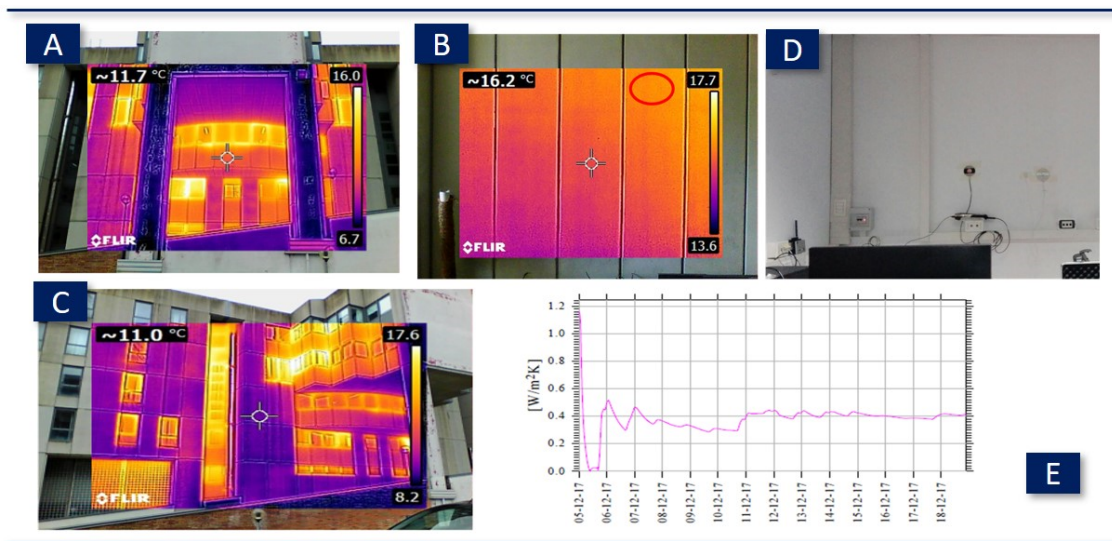 A
~11.7 °C
16.0
6.7
FLIR
B
~16.2 °C
17.7
13.6
FLIR
D
C
~11.0 °C
17.6
8.2
FLIR
[W/m²K]
1.2
1.0
0.8
0.6
0.4
0.2
0.0
05-12-17
06-12-17
07-12-17
08-12-17
09-12-17
10-12-17
11-12-17
12-12-17
13-12-17
14-12-17
15-12-17
16-12-17
17-12-17
18-12-17
E